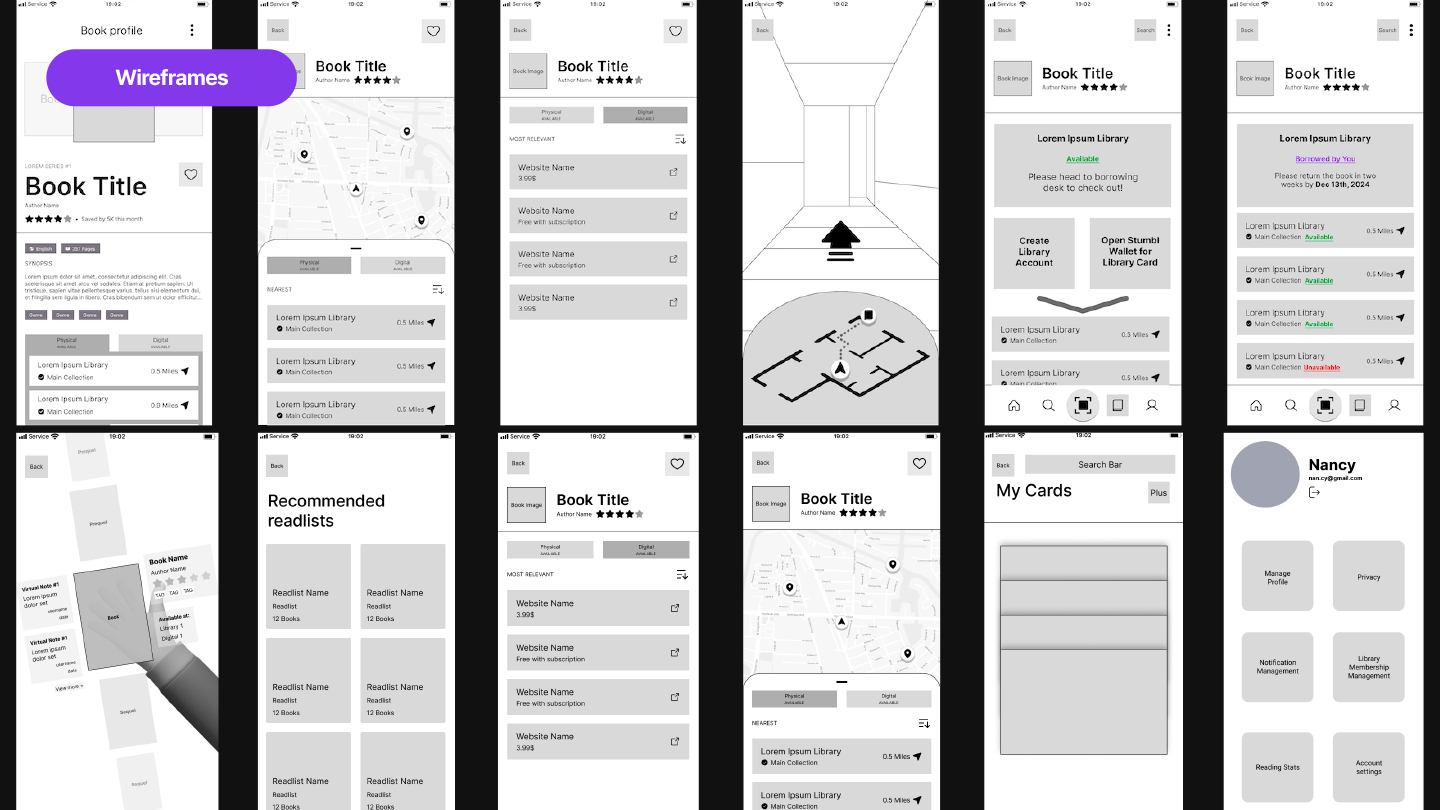 Service 19:02
Book profile
Wireframes
LOREM SERIES #1
Book Title
Author Name
• Saved by 5K this month
English 357 Pages
SYNOPSIS
Lorem ipsum dolor sit amet, consectetur adipiscing elit. Cras
scelerisque sit amet arcu vel sodales. Etiam at pretium sapien. Ut
tristique, sapien vitae pellentesque varius, tellus nisi elementum dui,
et fringilla sem ligula in libero. Cras bibendum sem ut dolor efficitur...
Genre Genre Genre Genre
Physical
AVAILABLE
Digital
AVAILABLE
Lorem Ipsum Library
Main Collection
0.5 Miles
Lorem Ipsum Library
Main Collection
0.9 Miles
Service 19:02
Book Title
Author Name
Physical
AVAILABLE
Digital
AVAILABLE
NEAREST
Lorem Ipsum Library
Main Collection
0.5 Miles
Lorem Ipsum Library
Main Collection
0.5 Miles
Lorem Ipsum Library
Main Collection
0.5 Miles
Service 19:02
Back
Book Image
Book Title
Author Name
Physical
AVAILABLE
Digital
AVAILABLE
MOST RELEVANT
Website Name
3.99$
Website Name
Free with subscription
Website Name
Free with subscription
Website Name
3.99$
Service 19:02
Back
Service 19:02
Back
Search
Book Image
Book Title
Author Name
Lorem Ipsum Library
Available
Please head to borrowing
desk to check out!
Create
Library
Account
Open Stumbl
Wallet for
Library Card
Lorem Ipsum Library
Main Collection
0.5 Miles
Lorem Ipsum Library
Main Collection
0.5 Miles
Service 19:02
Back
Search
Book Image
Book Title
Author Name
Lorem Ipsum Library
Borrowed by You
Please return the book in two
weeks by Dec 13th, 2024
Lorem Ipsum Library
Main Collection Available
0.5 Miles
Lorem Ipsum Library
Main Collection Available
0.5 Miles
Lorem Ipsum Library
Main Collection Available
0.5 Miles
Lorem Ipsum Library
Main Collection Unavailable
0.5 Miles
Service 19:02
Back
Prequel
Prequel
Book Name
Author Name
TAG TAG TAG
Virtual Note #1
Lorem ipsum
dolor set
username
date
Book
Available at:
Library 1
Digital 1
Virtual Note #1
Lorem ipsum
dolor set
username
date
View more >
Sequel
Sequel
Service 19:02
Back
Recommended
readlists
Readlist Name
Readlist
12 Books
Readlist Name
Readlist
12 Books
Readlist Name
Readlist
12 Books
Readlist Name
Readlist
12 Books
Readlist Name
Readlist
12 Books
Readlist Name
Readlist
12 Books
Service 19:02
Back
Book Image
Book Title
Author Name
Physical
AVAILABLE
Digital
AVAILABLE
MOST RELEVANT
Website Name
3.99$
Website Name
Free with subscription
Website Name
Free with subscription
Website Name
3.99$
Service 19:02
Back
Book Image
Book Title
Author Name
Physical
AVAILABLE
Digital
AVAILABLE
NEAREST
Lorem Ipsum Library
Main Collection
0.5 Miles
Lorem Ipsum Library
Main Collection
0.5 Miles
Service 19:02
Back
Search Bar
My Cards
Plus
Nancy
nan.cy@gmail.com
Manage
Profile
Privacy
Notification
Management
Library
Membership
Management
Reading Stats
Account
settings